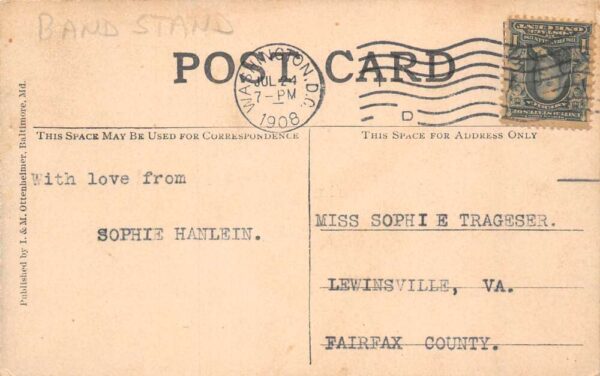 BAND STAND
POST CARD
WASHINGTON, D.C.
JUL 24
7-PM
1908
D
THIS SPACE MAY BE USED FOR CORRESPONDENCE
THIS SPACE FOR ADDRESS ONLY
With love from
SOPHIE HANLEIN.
MISS SOPHI E TRAGESER.
LEWINSVILLE, VA.
FAIRFAX COUNTY.
Published by I. & M. Ottenheimer, Baltimore, Md.